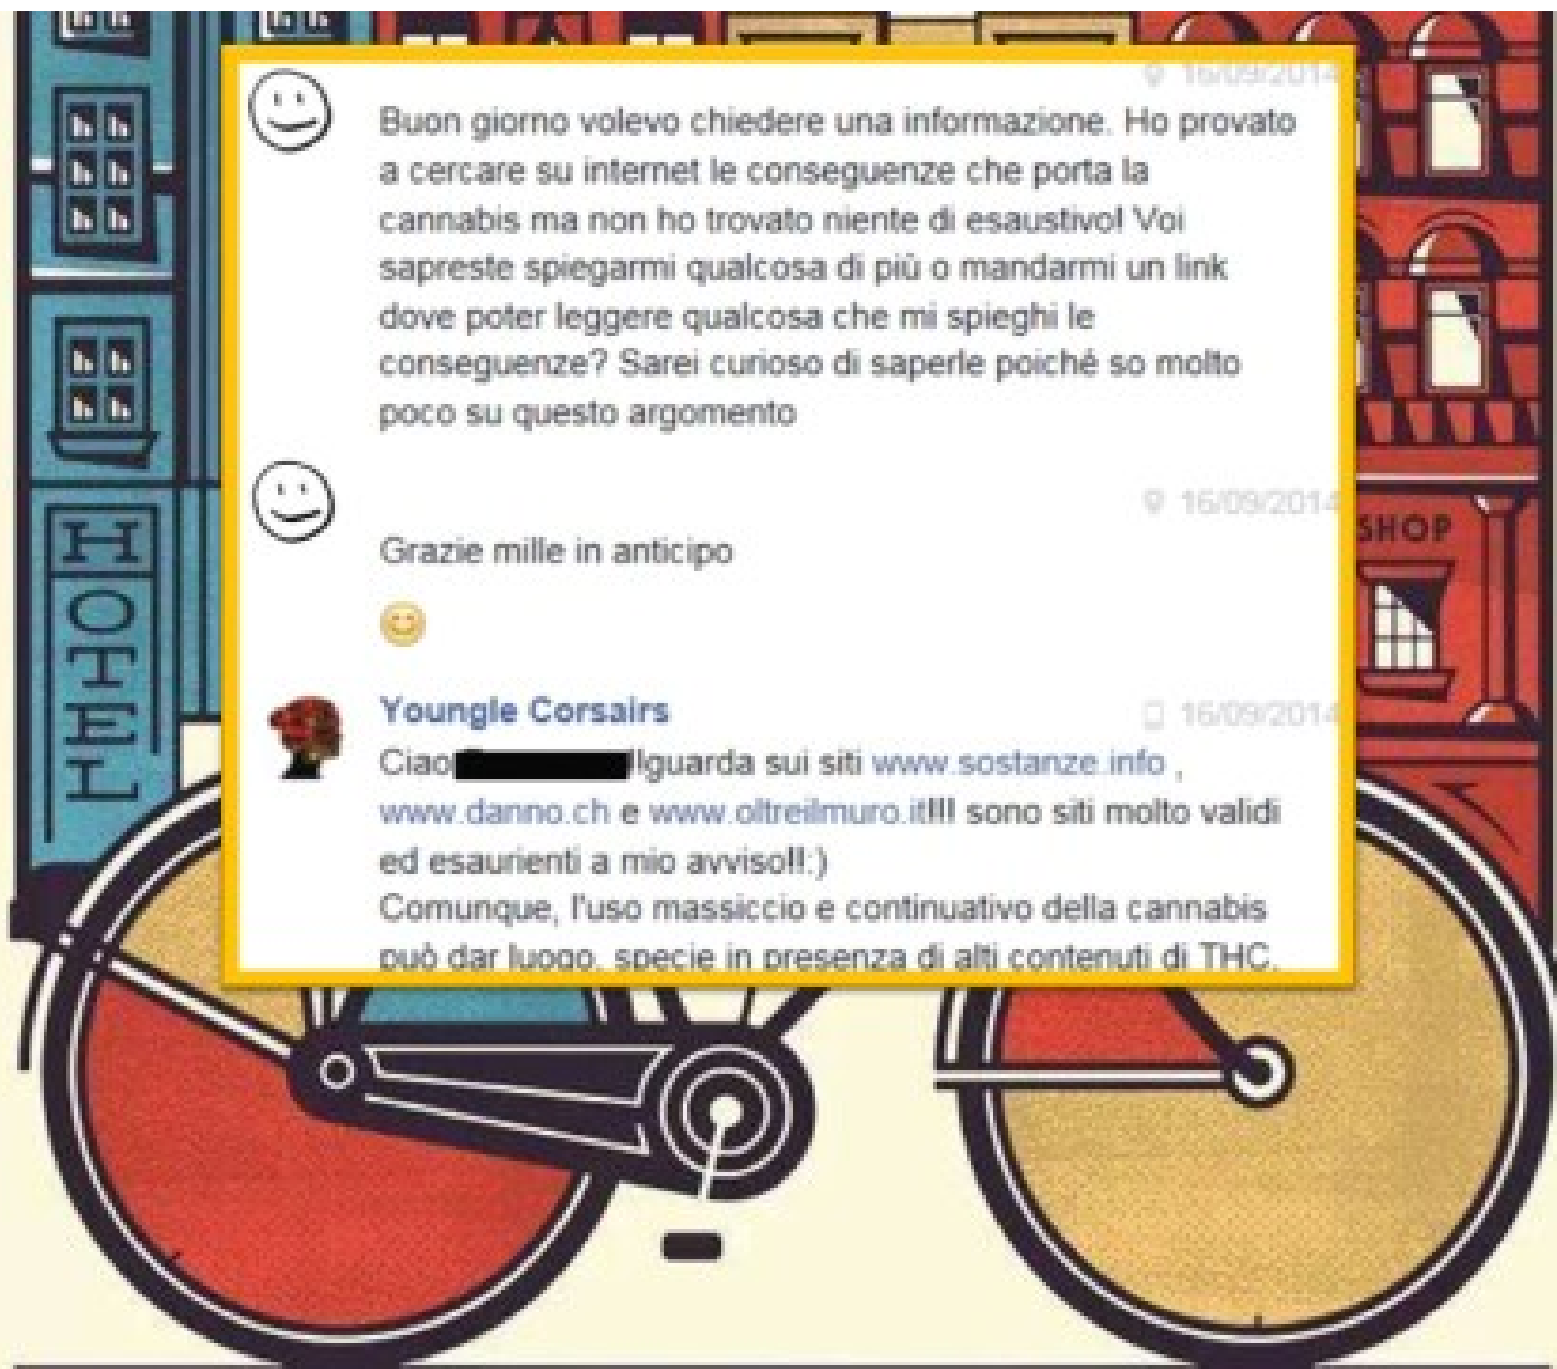 16/09/2014
Buon giorno volevo chiedere una informazione. Ho provato
a cercare su internet le conseguenze che porta la
cannabis ma non ho trovato niente di esaustivo! Voi
sapreste spiegarmi qualcosa di più o mandarmi un link
dove poter leggere qualcosa che mi spieghi le
conseguenze? Sarei curioso di saperle poiché so molto
poco su questo argomento
16/09/2014
Grazie mille in anticipo
Youngle Corsairs
16/09/2014
Ciao !!guarda sui siti www.sostanze.info ,
www.danno.ch e www.oltreilmuro.it!!! sono siti molto validi
ed esaurienti a mio avviso!!:)
Comunque, l'uso massiccio e continuativo della cannabis
può dar luogo, specie in presenza di alti contenuti di THC,
HOTEL
SHOP